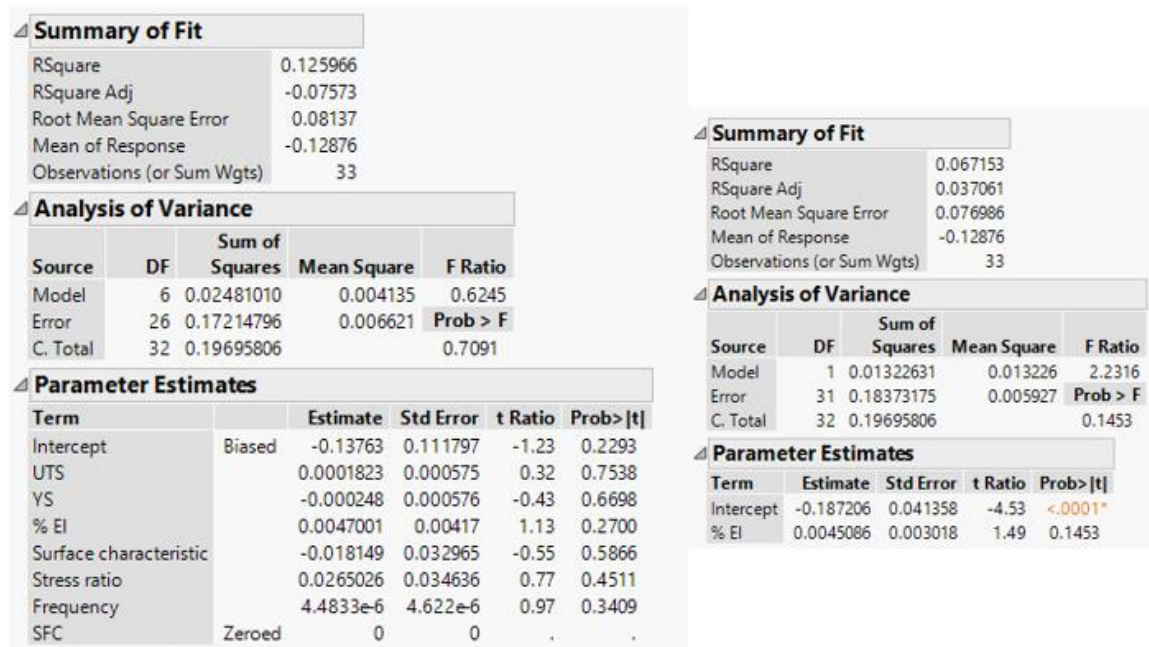 Summary of Fit
RSquare 0.125966
RSquare Adj -0.07573
Root Mean Square Error 0.08137
Mean of Response -0.12876
Observations (or Sum Wgts) 33
Analysis of Variance
Sum of
Source DF Squares Mean Square F Ratio
Model 6 0.02481010 0.004135 0.6245
Error 26 0.17214796 0.006621 Prob > F
C. Total 32 0.19695806 0.7091
Parameter Estimates
Term Estimate Std Error t Ratio Prob>|t|
Intercept Biased -0.13763 0.111797 -1.23 0.2293
UTS 0.0001823 0.000575 0.32 0.7538
YS -0.000248 0.000576 -0.43 0.6698
% El 0.0047001 0.00417 1.13 0.2700
Surface characteristic -0.018149 0.032965 -0.55 0.5866
Stress ratio 0.0265026 0.034636 0.77 0.4511
Frequency 4.4833e-6 4.622e-6 0.97 0.3409
SFC Zeroed 0 0 . .
Summary of Fit
RSquare 0.067153
RSquare Adj 0.037061
Root Mean Square Error 0.076986
Mean of Response -0.12876
Observations (or Sum Wgts) 33
Analysis of Variance
Sum of
Source DF Squares Mean Square F Ratio
Model 1 0.01322631 0.013226 2.2316
Error 31 0.18373175 0.005927 Prob > F
C. Total 32 0.19695806 0.1453
Parameter Estimates
Term Estimate Std Error t Ratio Prob>|t|
Intercept -0.187206 0.041358 -4.53 <.0001*
% El 0.0045086 0.003018 1.49 0.1453